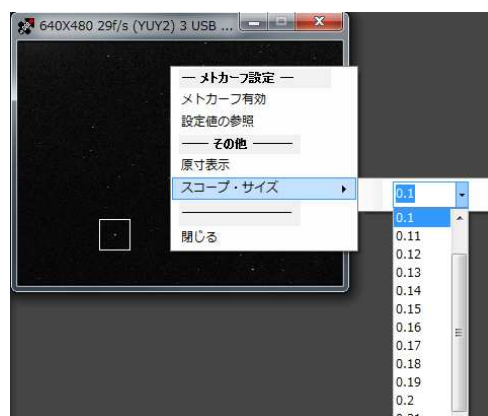 640X480 29f/s (YUY2) 3 USB ...
― メトカーフ設定 ―
メトカーフ有効
設定値の参照
―― その他 ―――
原寸表示
スコープ・サイズ
閉じる
0.1
0.1
0.11
0.12
0.13
0.14
0.15
0.16
0.17
0.18
0.19
0.2
0.21